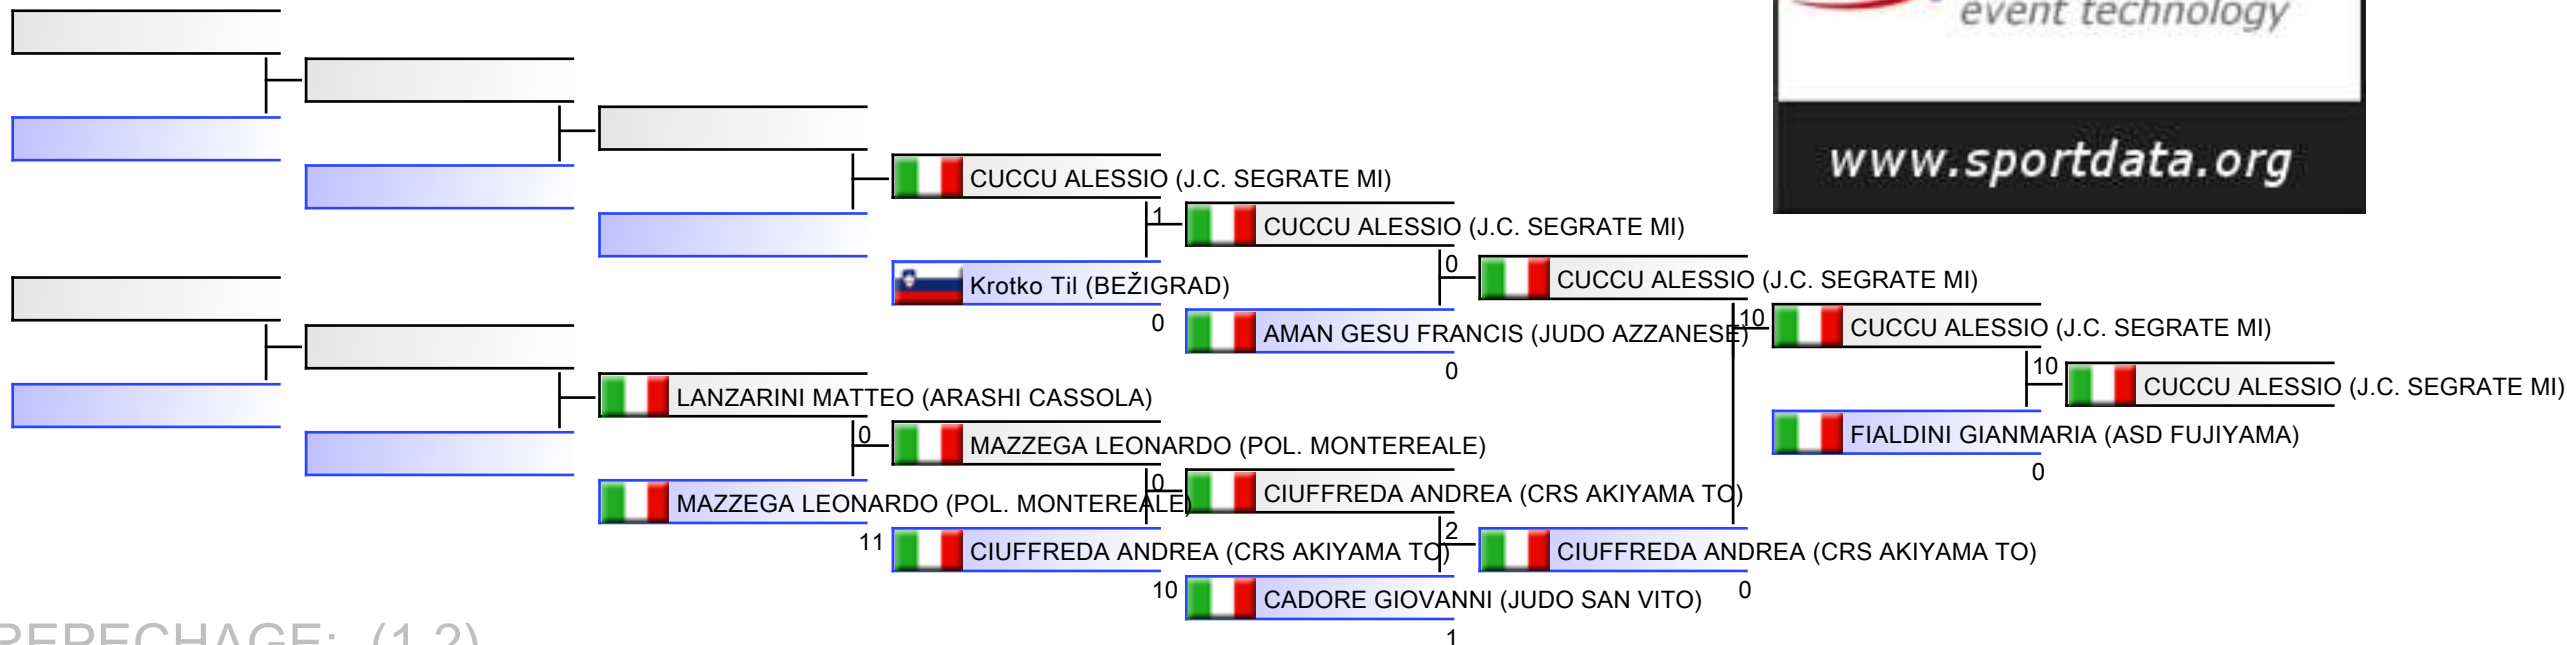 event technology
www.sportdata.org
CUCCU ALESSIO (J.C. SEGRATE MI)
1
CUCCU ALESSIO (J.C. SEGRATE MI)
0
Krotko Til (BEŽIGRAD)
0
CUCCU ALESSIO (J.C. SEGRATE MI)
AMAN GESU FRANCIS (JUDO AZZANESE)
0
10
CUCCU ALESSIO (J.C. SEGRATE MI)
10
CUCCU ALESSIO (J.C. SEGRATE MI)
LANZARINI MATTEO (ARASHI CASSOLA)
0
MAZZEGA LEONARDO (POL. MONTEREALE)
FIALDINI GIANMARIA (ASD FUJIYAMA)
0
MAZZEGA LEONARDO (POL. MONTEREALE)
11
0
CIUFFREDA ANDREA (CRS AKIYAMA TO)
2
CIUFFREDA ANDREA (CRS AKIYAMA TO)
10
CIUFFREDA ANDREA (CRS AKIYAMA TO)
0
CADORE GIOVANNI (JUDO SAN VITO)
1
REPECHAGE: (1,2)